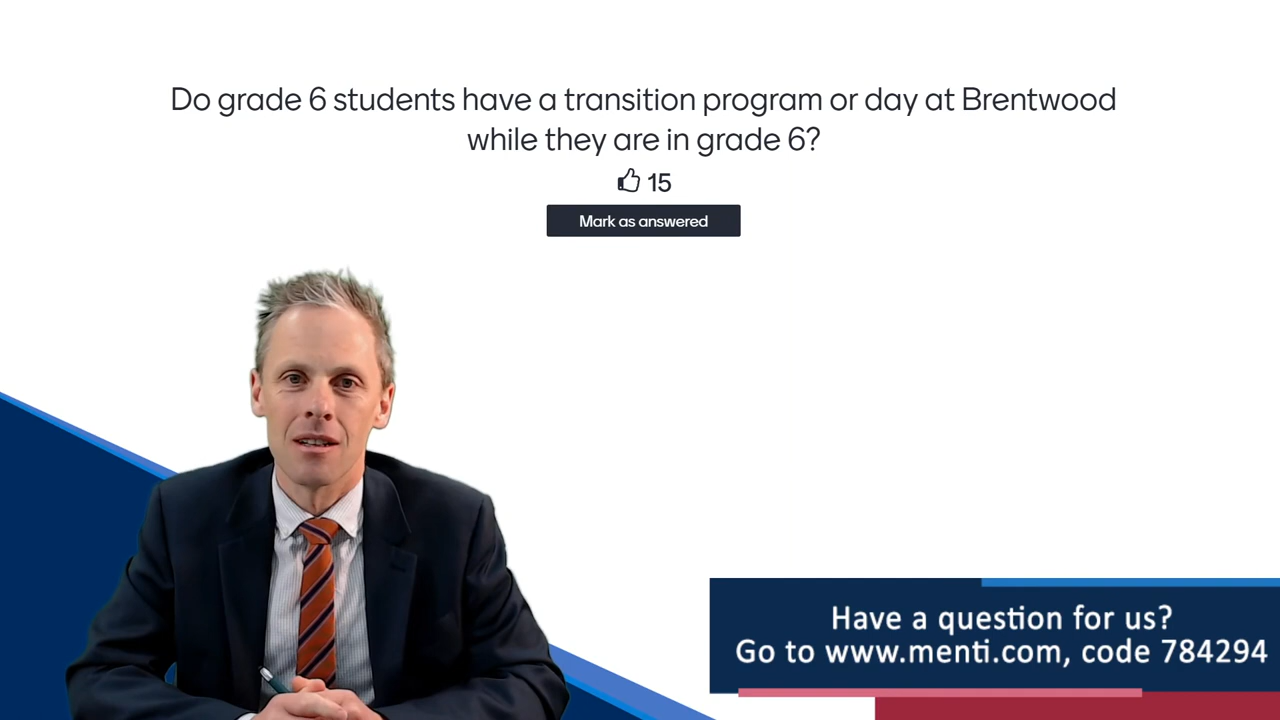 Do grade 6 students have a transition program or day at Brentwood
while they are in grade 6?
15
Mark as answered
Have a question for us?
Go to www.menti.com, code 784294